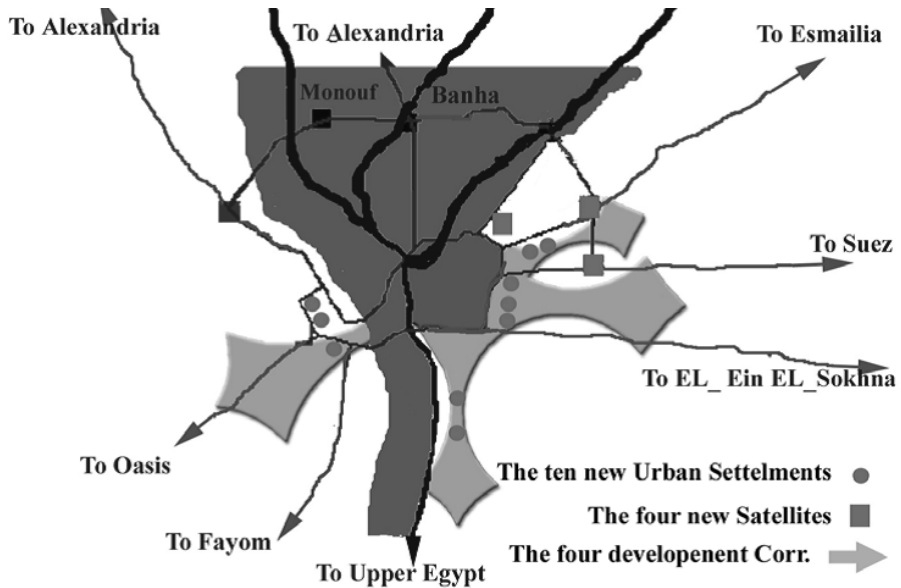 To Alexandria
To Alexandria
To Esmailia
Monouf
Banha
To Suez
To EL_ Ein EL_Sokhna
To Oasis
To Fayom
To Upper Egypt
The ten new Urban Settelments
The four new Satellites
The four developenent Corr.